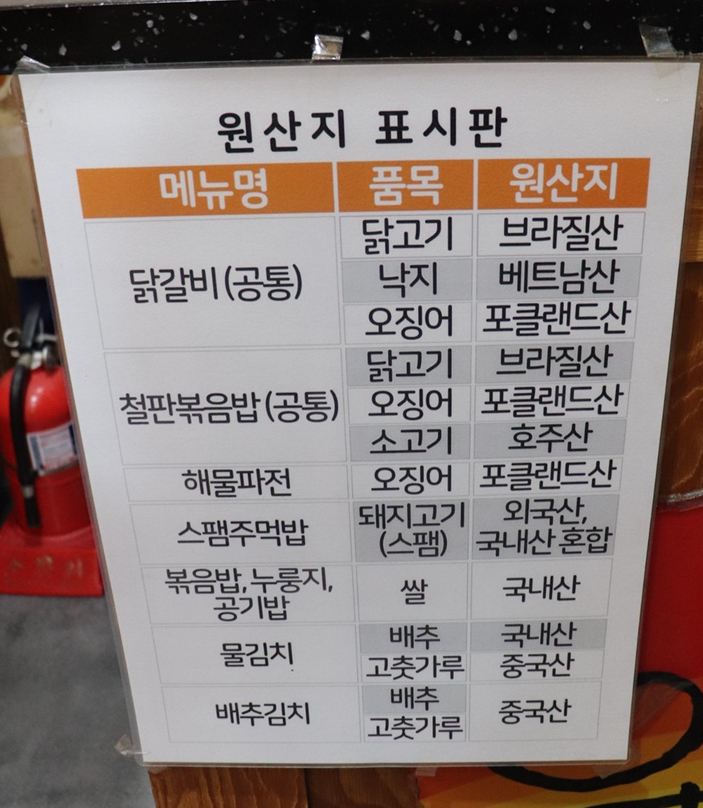 원산지 표시판
메뉴명 품목 원산지
닭갈비 (공통) 닭고기 브라질산
낙지 베트남산
오징어 포클랜드산
철판볶음밥 (공통) 닭고기 브라질산
오징어 포클랜드산
소고기 호주산
해물파전 오징어 포클랜드산
스팸주먹밥 돼지고기 (스팸) 외국산, 국내산 혼합
볶음밥, 누룽지, 공기밥 쌀 국내산
물김치 배추 국내산
고춧가루 중국산
배추김치 배추 고춧가루 중국산